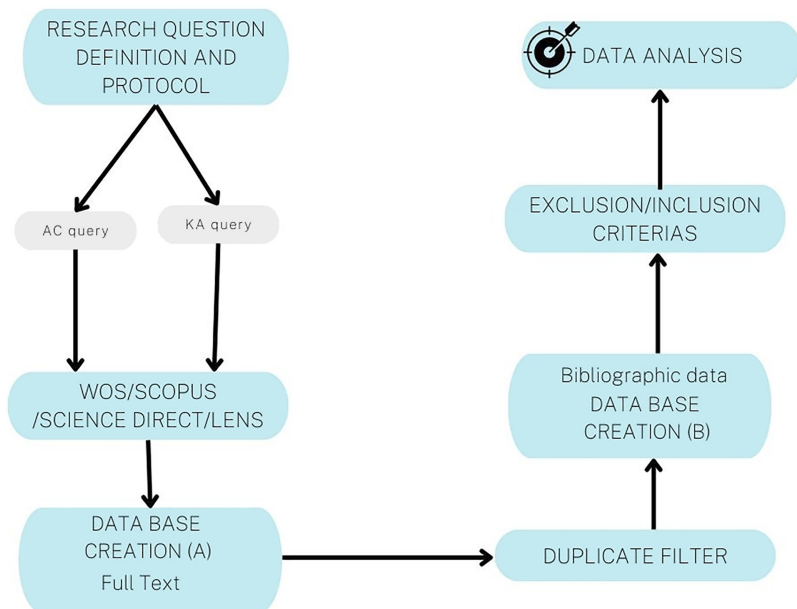 RESEARCH QUESTION
DEFINITION AND
PROTOCOL
AC query
KA query
WOS/SCOPUS
/SCIENCE DIRECT/LENS
DATA BASE
CREATION (A)
Full Text
DUPLICATE FILTER
Bibliographic data
DATA BASE
CREATION (B)
EXCLUSION/INCLUSION
CRITERIAS
DATA ANALYSIS